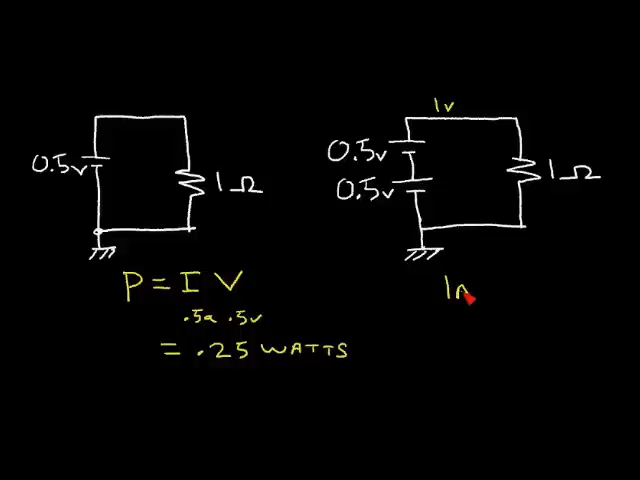 0.5v
1Ω
P = I V
.5a .5v
= .25 WATTS
1v
0.5v
0.5v
1Ω